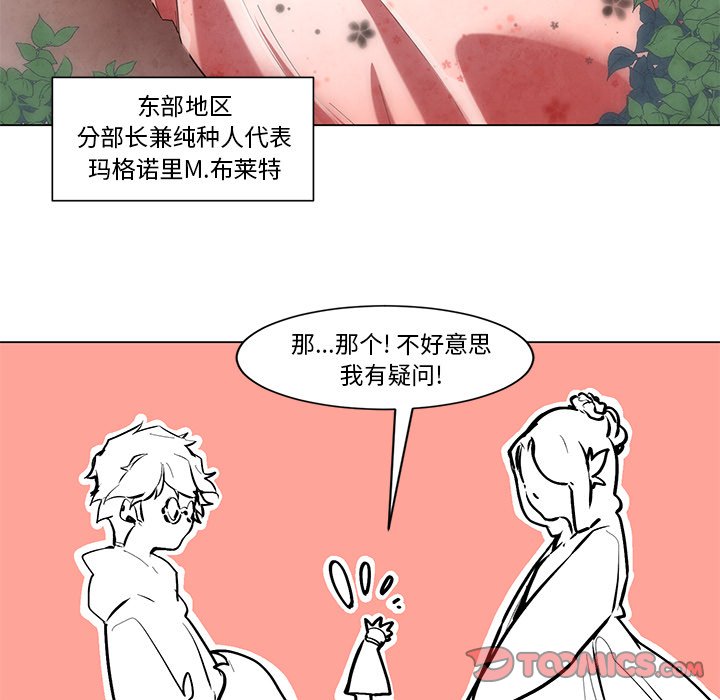 东部地区
分部长兼纯种人代表
玛格诺里M.布莱特
那...那个! 不好意思
我有疑问!
TOOMICS.COM